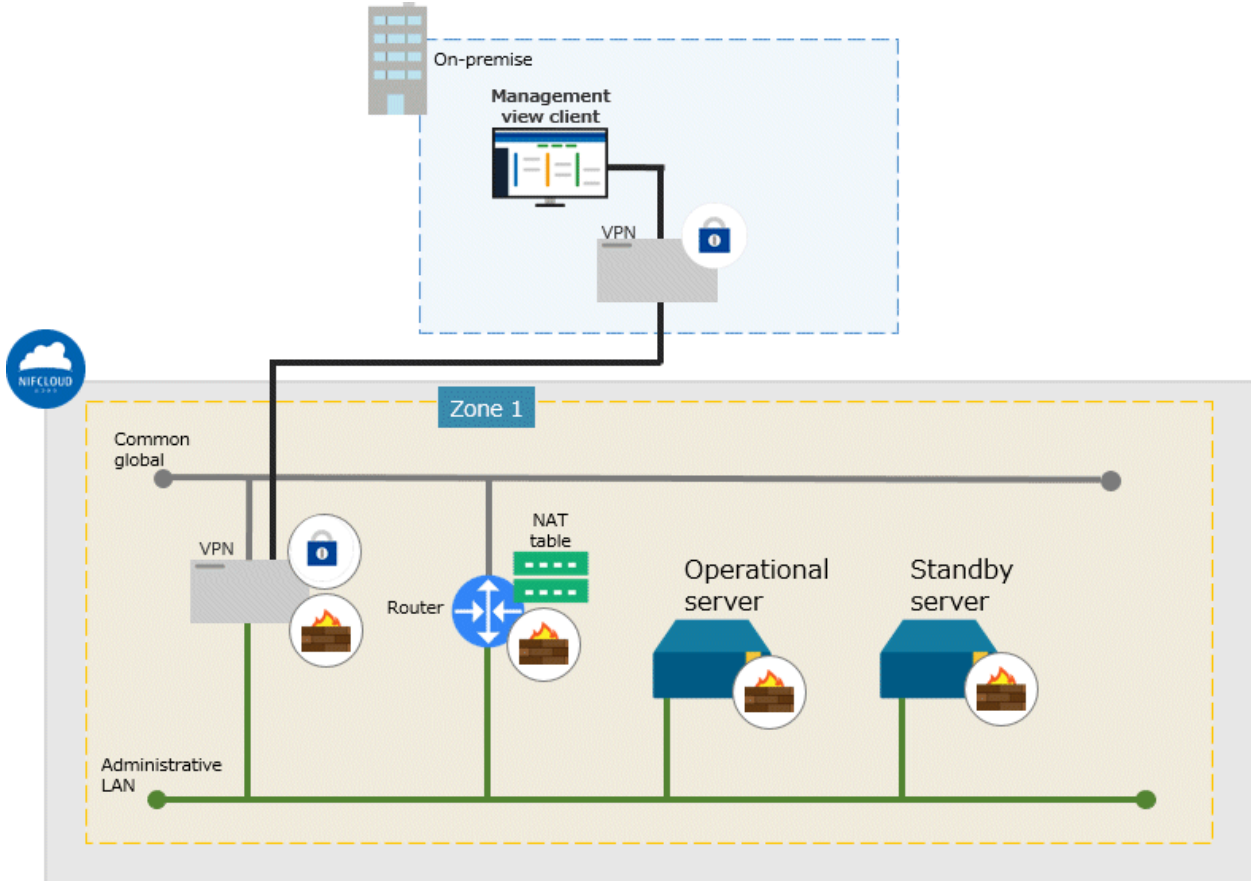 On-premise
Management
view client
VPN
NIFCLOUD
Zone 1
Common
global
VPN
NAT
table
Router
Operational
server
Standby
server
Administrative
LAN